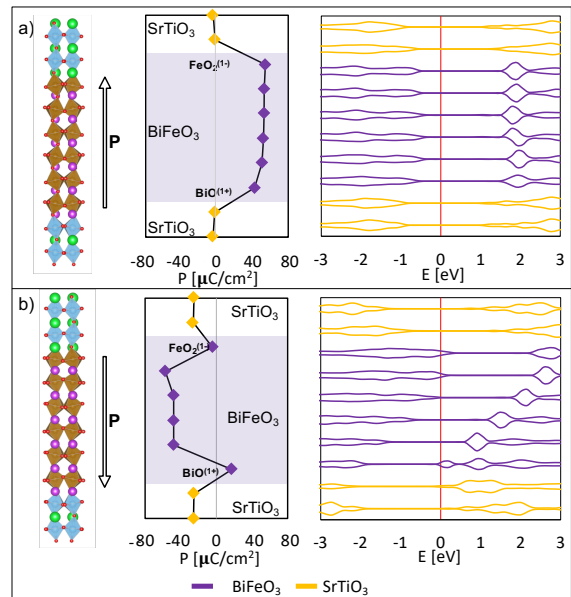 a)
P
SrTiO₃
FeO₂⁽¹⁻⁾
BiFeO₃
BiO⁽¹⁺⁾
SrTiO₃
-80 -40 0 40 80
P [μC/cm²]
-3 -2 -1 0 1 2 3
E [eV]
b)
P
SrTiO₃
FeO₂⁽¹⁻
BiFeO₃
BiO⁽¹⁺⁾
SrTiO₃
-80 -40 0 40 80
P [μC/cm²]
-3 -2 -1 0 1 2 3
E [eV]
BiFeO₃ SrTiO₃